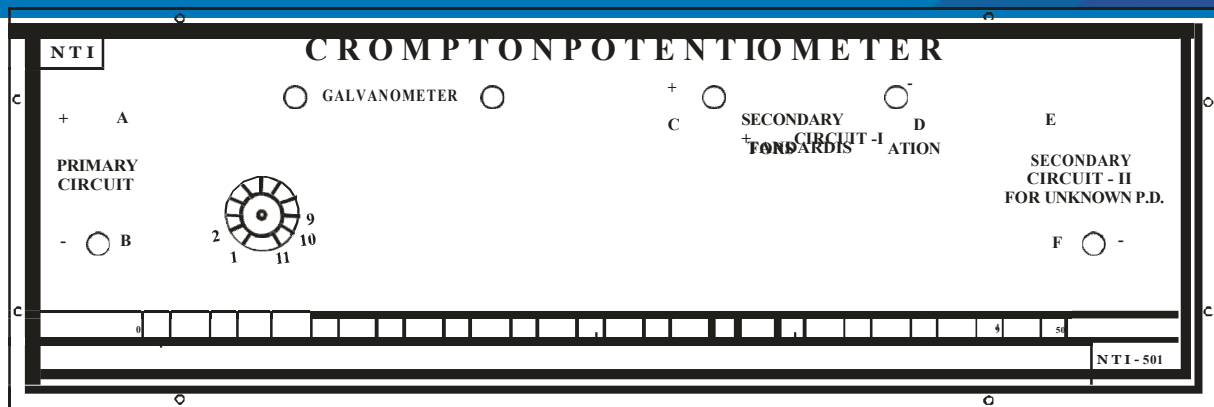 NTI
CROMPTONPOTENTIOMETER
GALVANOMETER
+ -
+ A
C
SECONDARY
D
E
+ CIRCUIT -I
ATION
PRIMARY
CIRCUIT
SECONDARY
CIRCUIT - II
FOR UNKNOWN P.D.
9
2
10
- B
1
11
F -
0
50
NTI-501